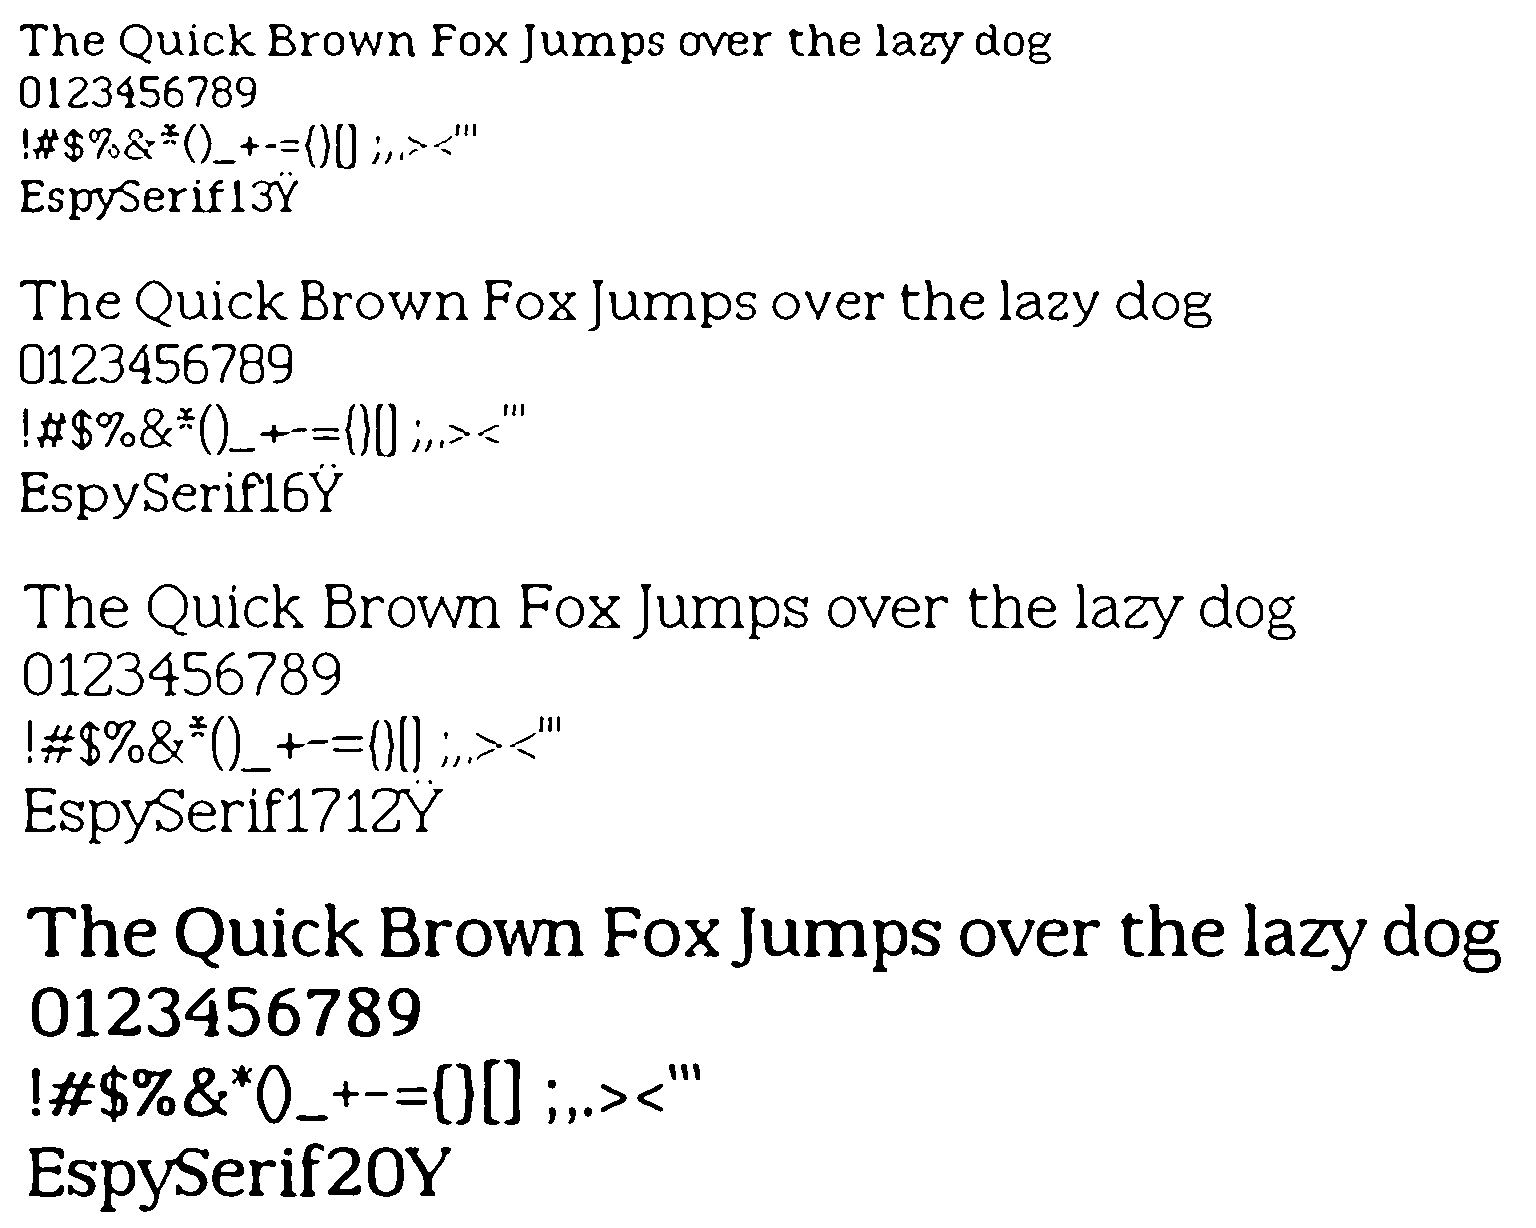 The Quick Brown Fox Jumps over the lazy dog
0123456789
!#$%&*()_+-={}[] ;,.><"'
EspySerif13Ÿ
The Quick Brown Fox Jumps over the lazy dog
0123456789
!#$%&*()_+-={}[] ;,.><"'
EspySerif16Ÿ
The Quick Brown Fox Jumps over the lazy dog
0123456789
!#$%&*()_+-={}[] ;,.><"'
EspySerif1712Ÿ
The Quick Brown Fox Jumps over the lazy dog
0123456789
!#$%&*()_+-={}[] ;,.><"'
EspySerif20Y